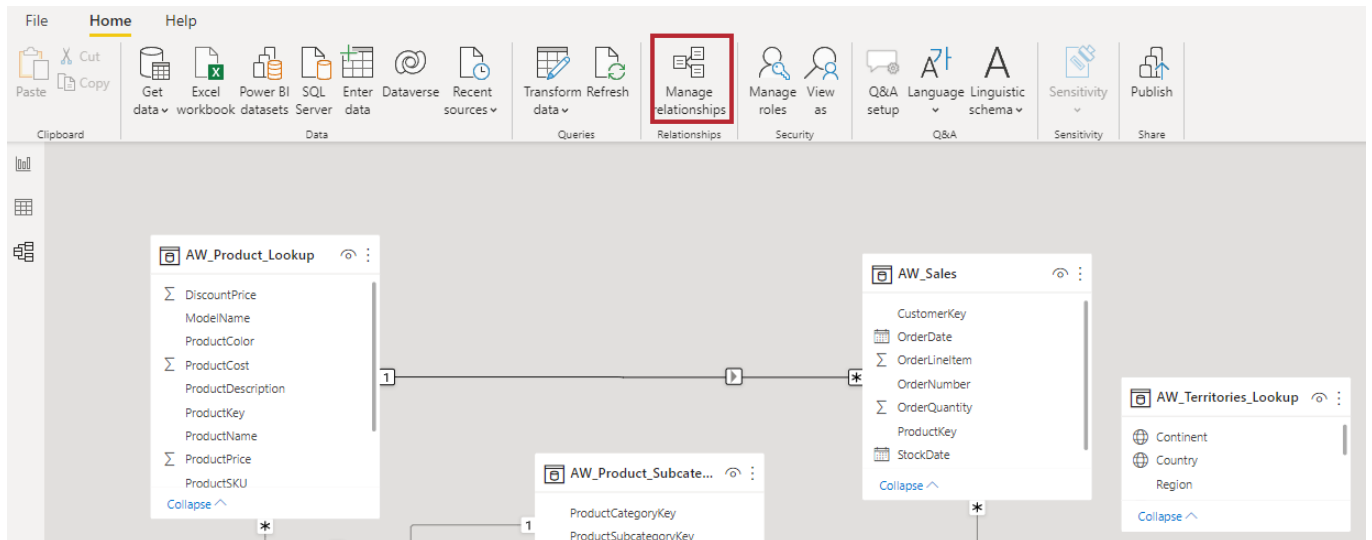 File Home Help
Paste
Cut
Copy
Get data
Excel workbook
Power BI datasets
SQL Server
Enter data
Dataverse
Recent sources
Transform data
Refresh
Manage relationships
Manage roles
View as
Q&A setup
Language
Linguistic schema
Sensitivity
Publish
Clipboard Data Queries Relationships Security Q&A Sensitivity Share
AW_Product_Lookup
DiscountPrice
ModelName
ProductColor
ProductCost
ProductDescription
ProductKey
ProductName
ProductPrice
ProductSKU
Collapse
1
*
*
AW_Product_Subcate...
1
ProductCategoryKey
ProductSubcategoryKey
AW_Sales
CustomerKey
OrderDate
OrderLineItem
OrderNumber
OrderQuantity
ProductKey
StockDate
Collapse
*
AW_Territories_Lookup
Continent
Country
Region
Collapse